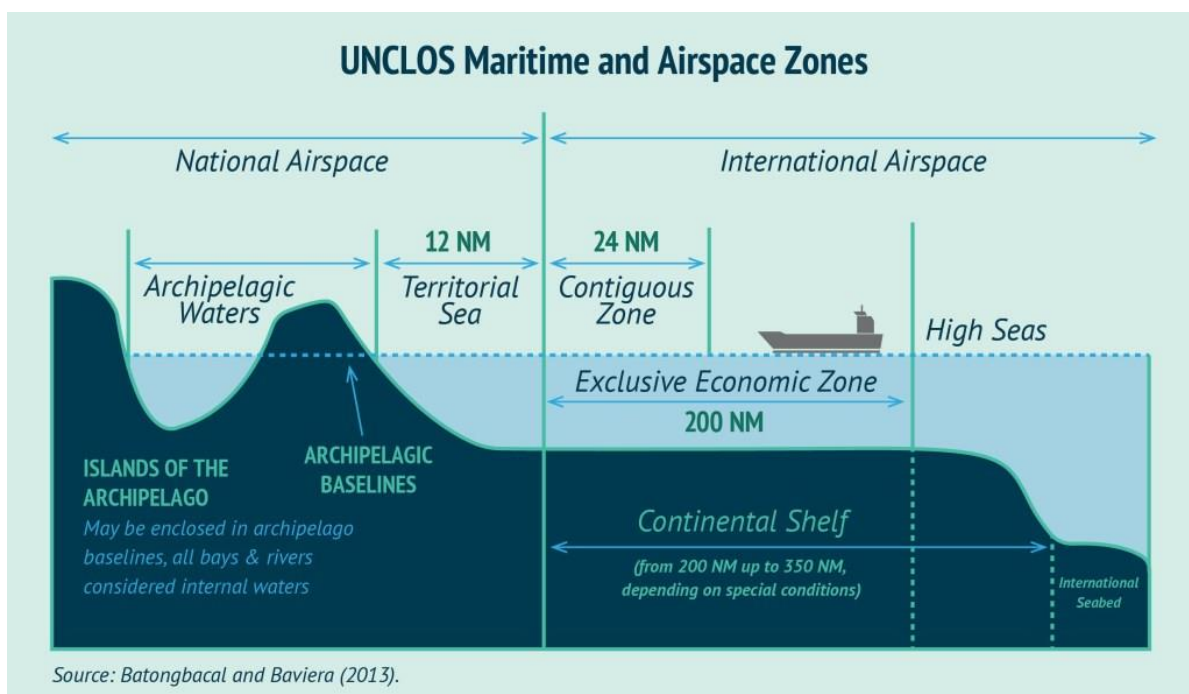 UNCLOS Maritime and Airspace Zones
National Airspace
International Airspace
12 NM
24 NM
Archipelagic
Waters
Territorial
Sea
Contiguous
Zone
High Seas
Exclusive Economic Zone
200 NM
ISLANDS OF THE
ARCHIPELAGO
May be enclosed in archipelago
baselines, all bays & rivers
considered internal waters
ARCHIPELAGIC
BASELINES
Continental Shelf
(from 200 NM up to 350 NM,
depending on special conditions)
International
Seabed
Source: Batongbacal and Baviera (2013).